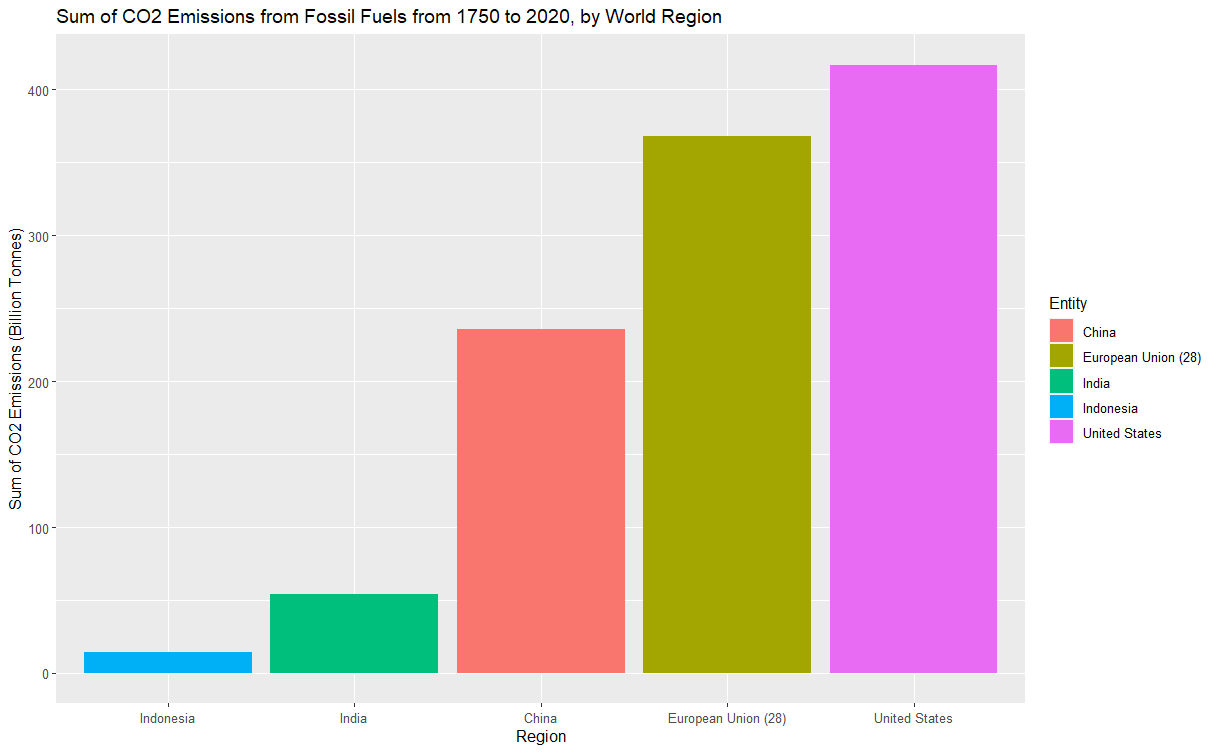 Sum of CO2 Emissions from Fossil Fuels from 1750 to 2020, by World Region
Sum of CO2 Emissions (Billion Tonnes)
400
300
200
100
0
Indonesia
India
China
European Union (28)
United States
Region
Entity
China
European Union (28)
India
Indonesia
United States